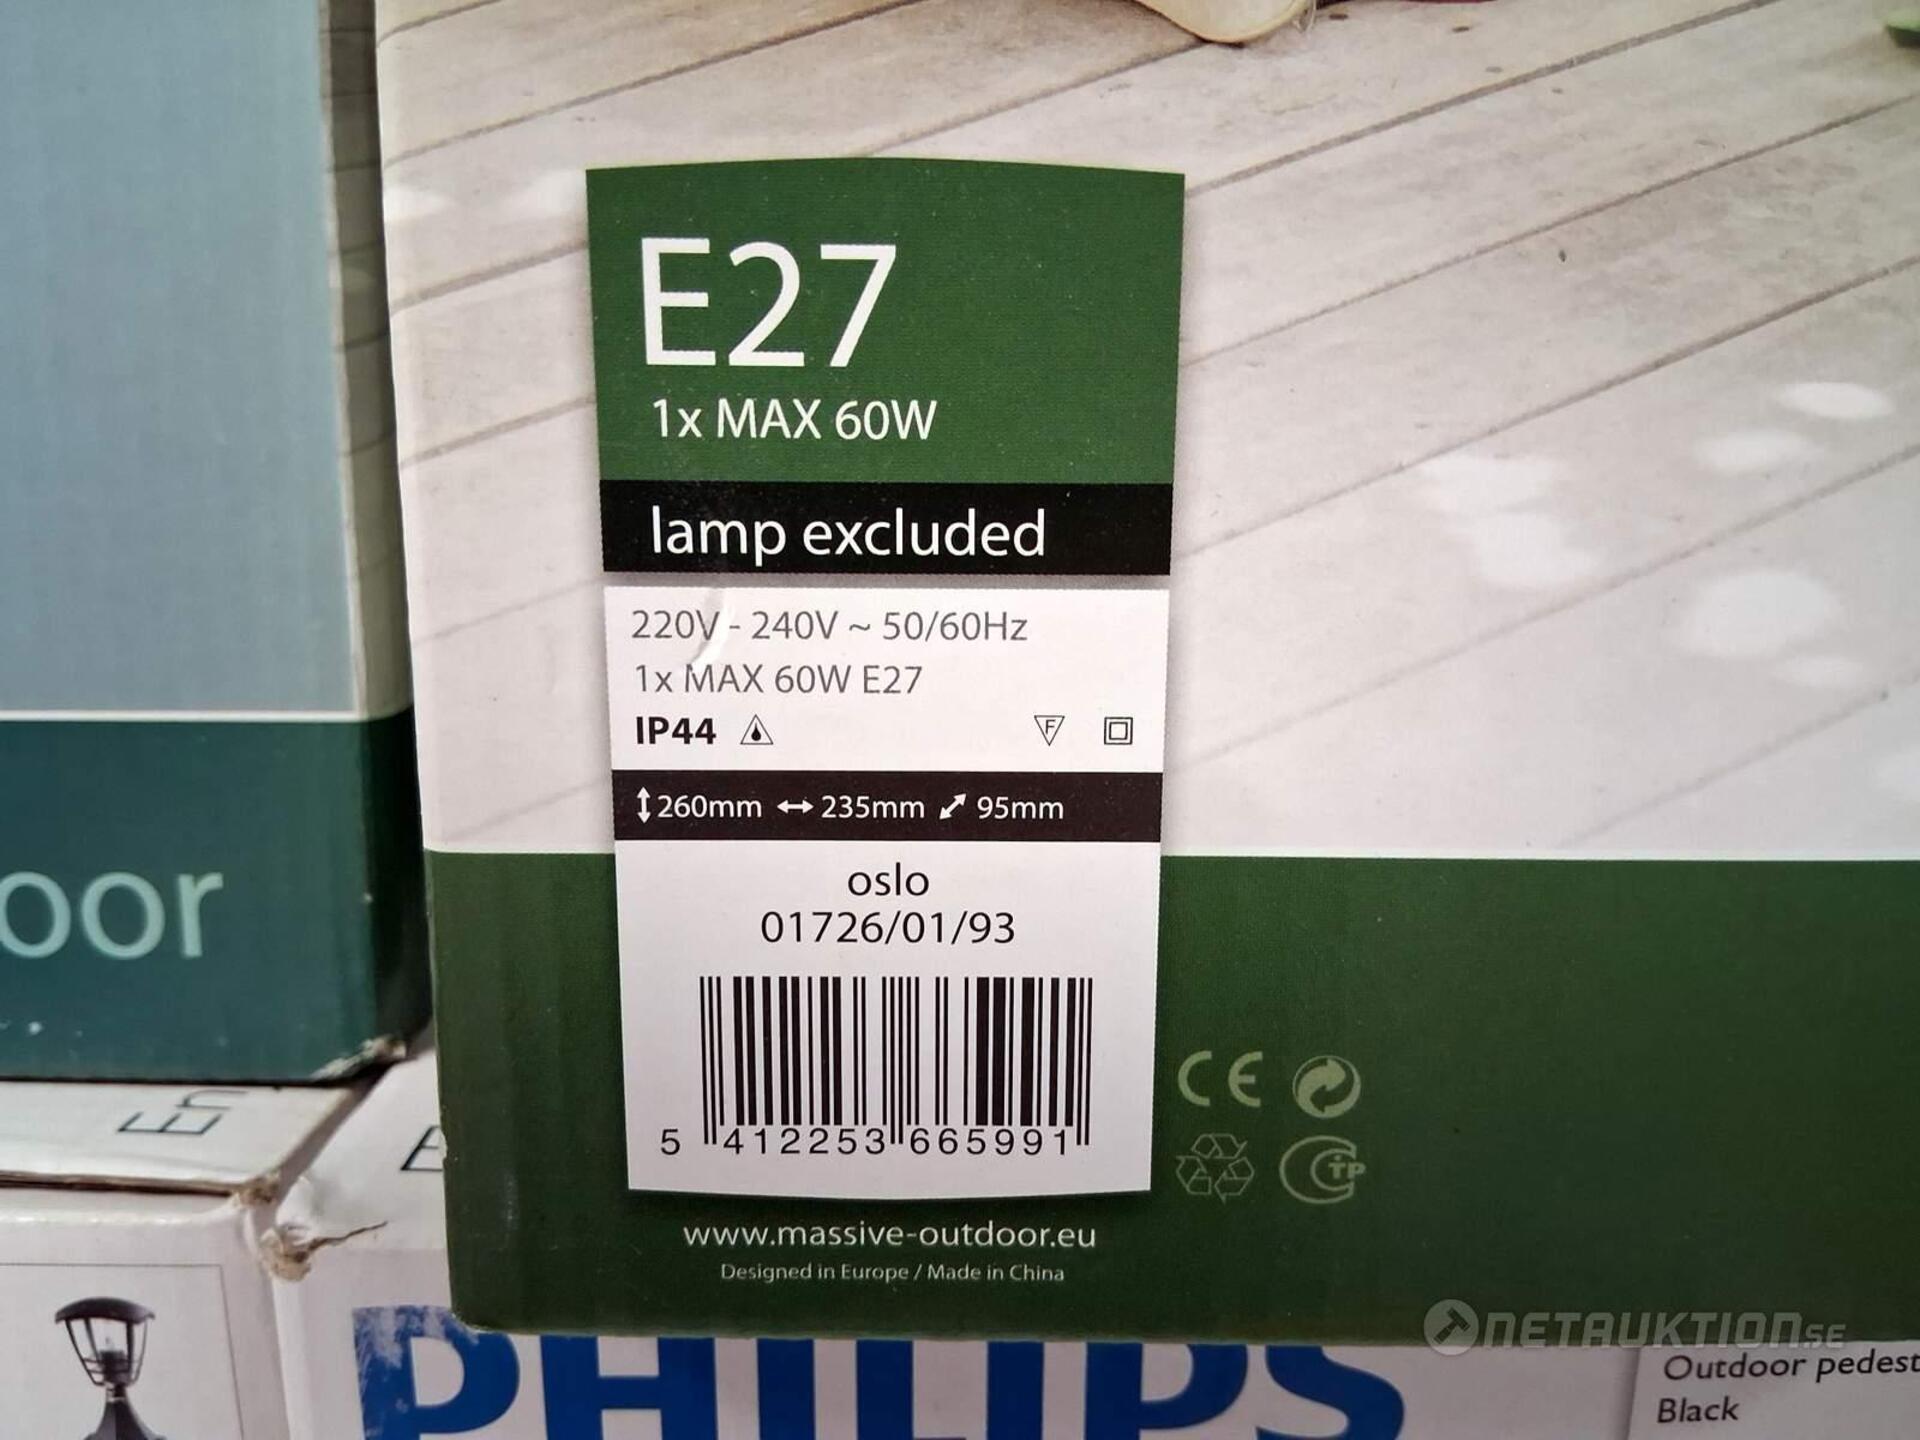 E27
1x MAX 60W
lamp excluded
220V - 240V ~ 50/60Hz
1x MAX 60W E27
IP44 F
260mm 235mm 95mm
oslo
01726/01/93
5 412253 665991
www.massive-outdoor.eu
Designed in Europe / Made in China
CE
PHILIPS
NETAUKTION.SE
Outdoor pedest
Black
oor
En
E